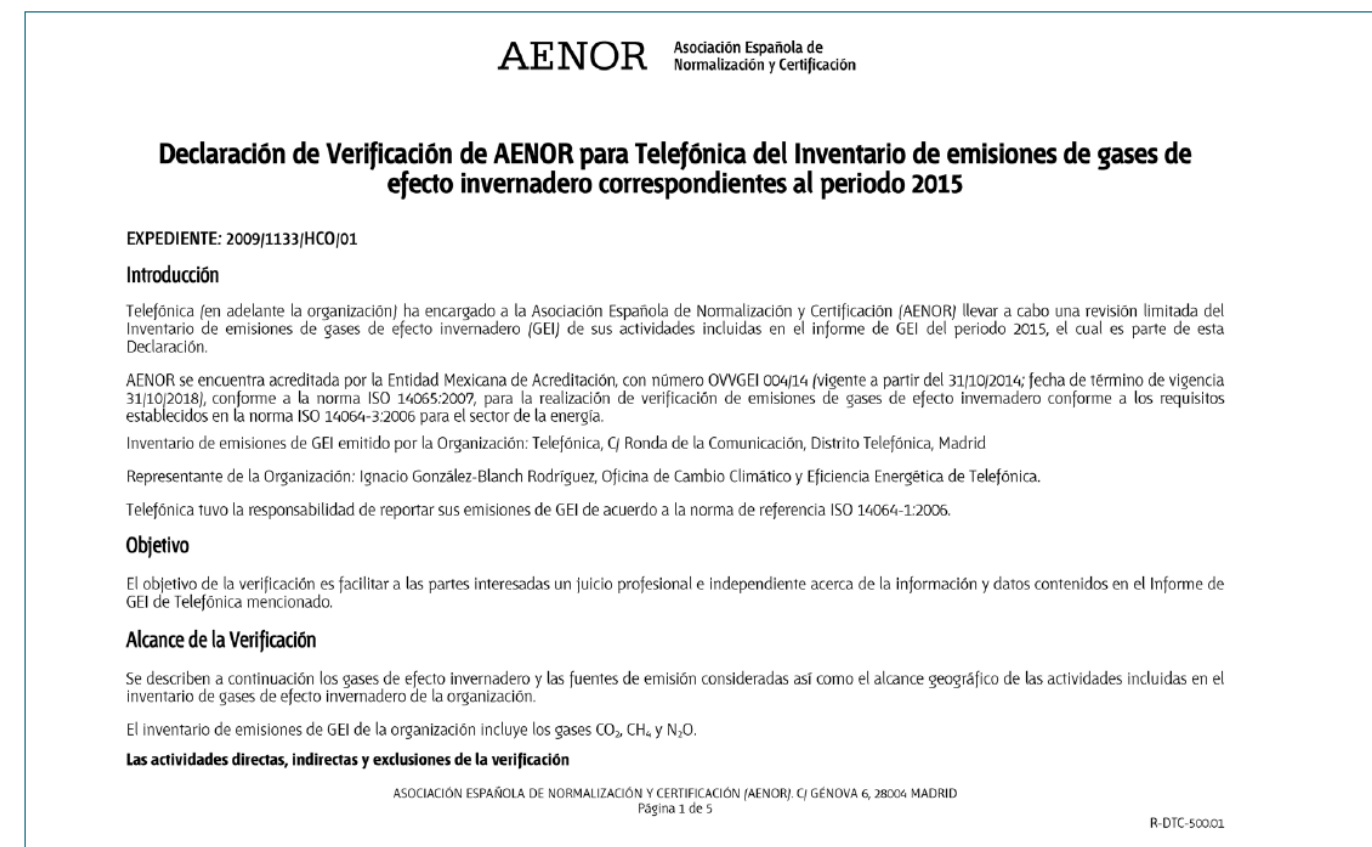 AENOR
Asociación Española de
Normalización y Certificación
Declaración de Verificación de AENOR para Telefónica del Inventario de emisiones de gases de
efecto invernadero correspondientes al periodo 2015
EXPEDIENTE: 2009/1133/HCO/01
Introducción
Telefónica (en adelante la organización) ha encargado a la Asociación Española de Normalización y Certificación (AENOR) llevar a cabo una revisión limitada del
Inventario de emisiones de gases de efecto invernadero (GEI) de sus actividades incluidas en el informe de GEI del periodo 2015, el cual es parte de esta
Declaración.
AENOR se encuentra acreditada por la Entidad Mexicana de Acreditación, con número OVVGEI 004/14 (vigente a partir del 31/10/2014; fecha de término de vigencia
31/10/2018), conforme a la norma ISO 14065:2007, para la realización de verificación de emisiones de gases de efecto invernadero conforme a los requisitos
establecidos en la norma ISO 14064-3:2006 para el sector de la energía.
Inventario de emisiones de GEI emitido por la Organización: Telefónica, C/ Ronda de la Comunicación, Distrito Telefónica, Madrid
Representante de la Organización: Ignacio González-Blanch Rodríguez, Oficina de Cambio Climático y Eficiencia Energética de Telefónica.
Telefónica tuvo la responsabilidad de reportar sus emisiones de GEI de acuerdo a la norma de referencia ISO 14064-1:2006.
Objetivo
El objetivo de la verificación es facilitar a las partes interesadas un juicio profesional e independiente acerca de la información y datos contenidos en el Informe de
GEI de Telefónica mencionado.
Alcance de la Verificación
Se describen a continuación los gases de efecto invernadero y las fuentes de emisión consideradas así como el alcance geográfico de las actividades incluidas en el
inventario de gases de efecto invernadero de la organización.
El inventario de emisiones de GEI de la organización incluye los gases CO₂, CH₄ y N₂O.
Las actividades directas, indirectas y exclusiones de la verificación
ASOCIACIÓN ESPAÑOLA DE NORMALIZACIÓN Y CERTIFICACIÓN (AENOR). C/ GÉNOVA 6, 28004 MADRID
Página 1 de 5
R-DTC-500.01